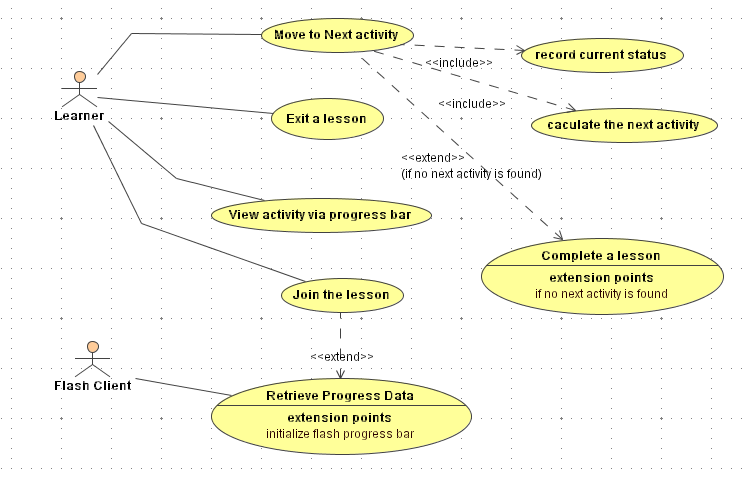 Move to Next activity
record current status
<<include>>
Learner
Exit a lesson
<<include>>
caculate the next activity
<<extend>>
(if no next activity is found)
View activity via progress bar
Complete a lesson
extension points
if no next activity is found
Join the lesson
<<extend>>
Flash Client
Retrieve Progress Data
extension points
initialize flash progress bar